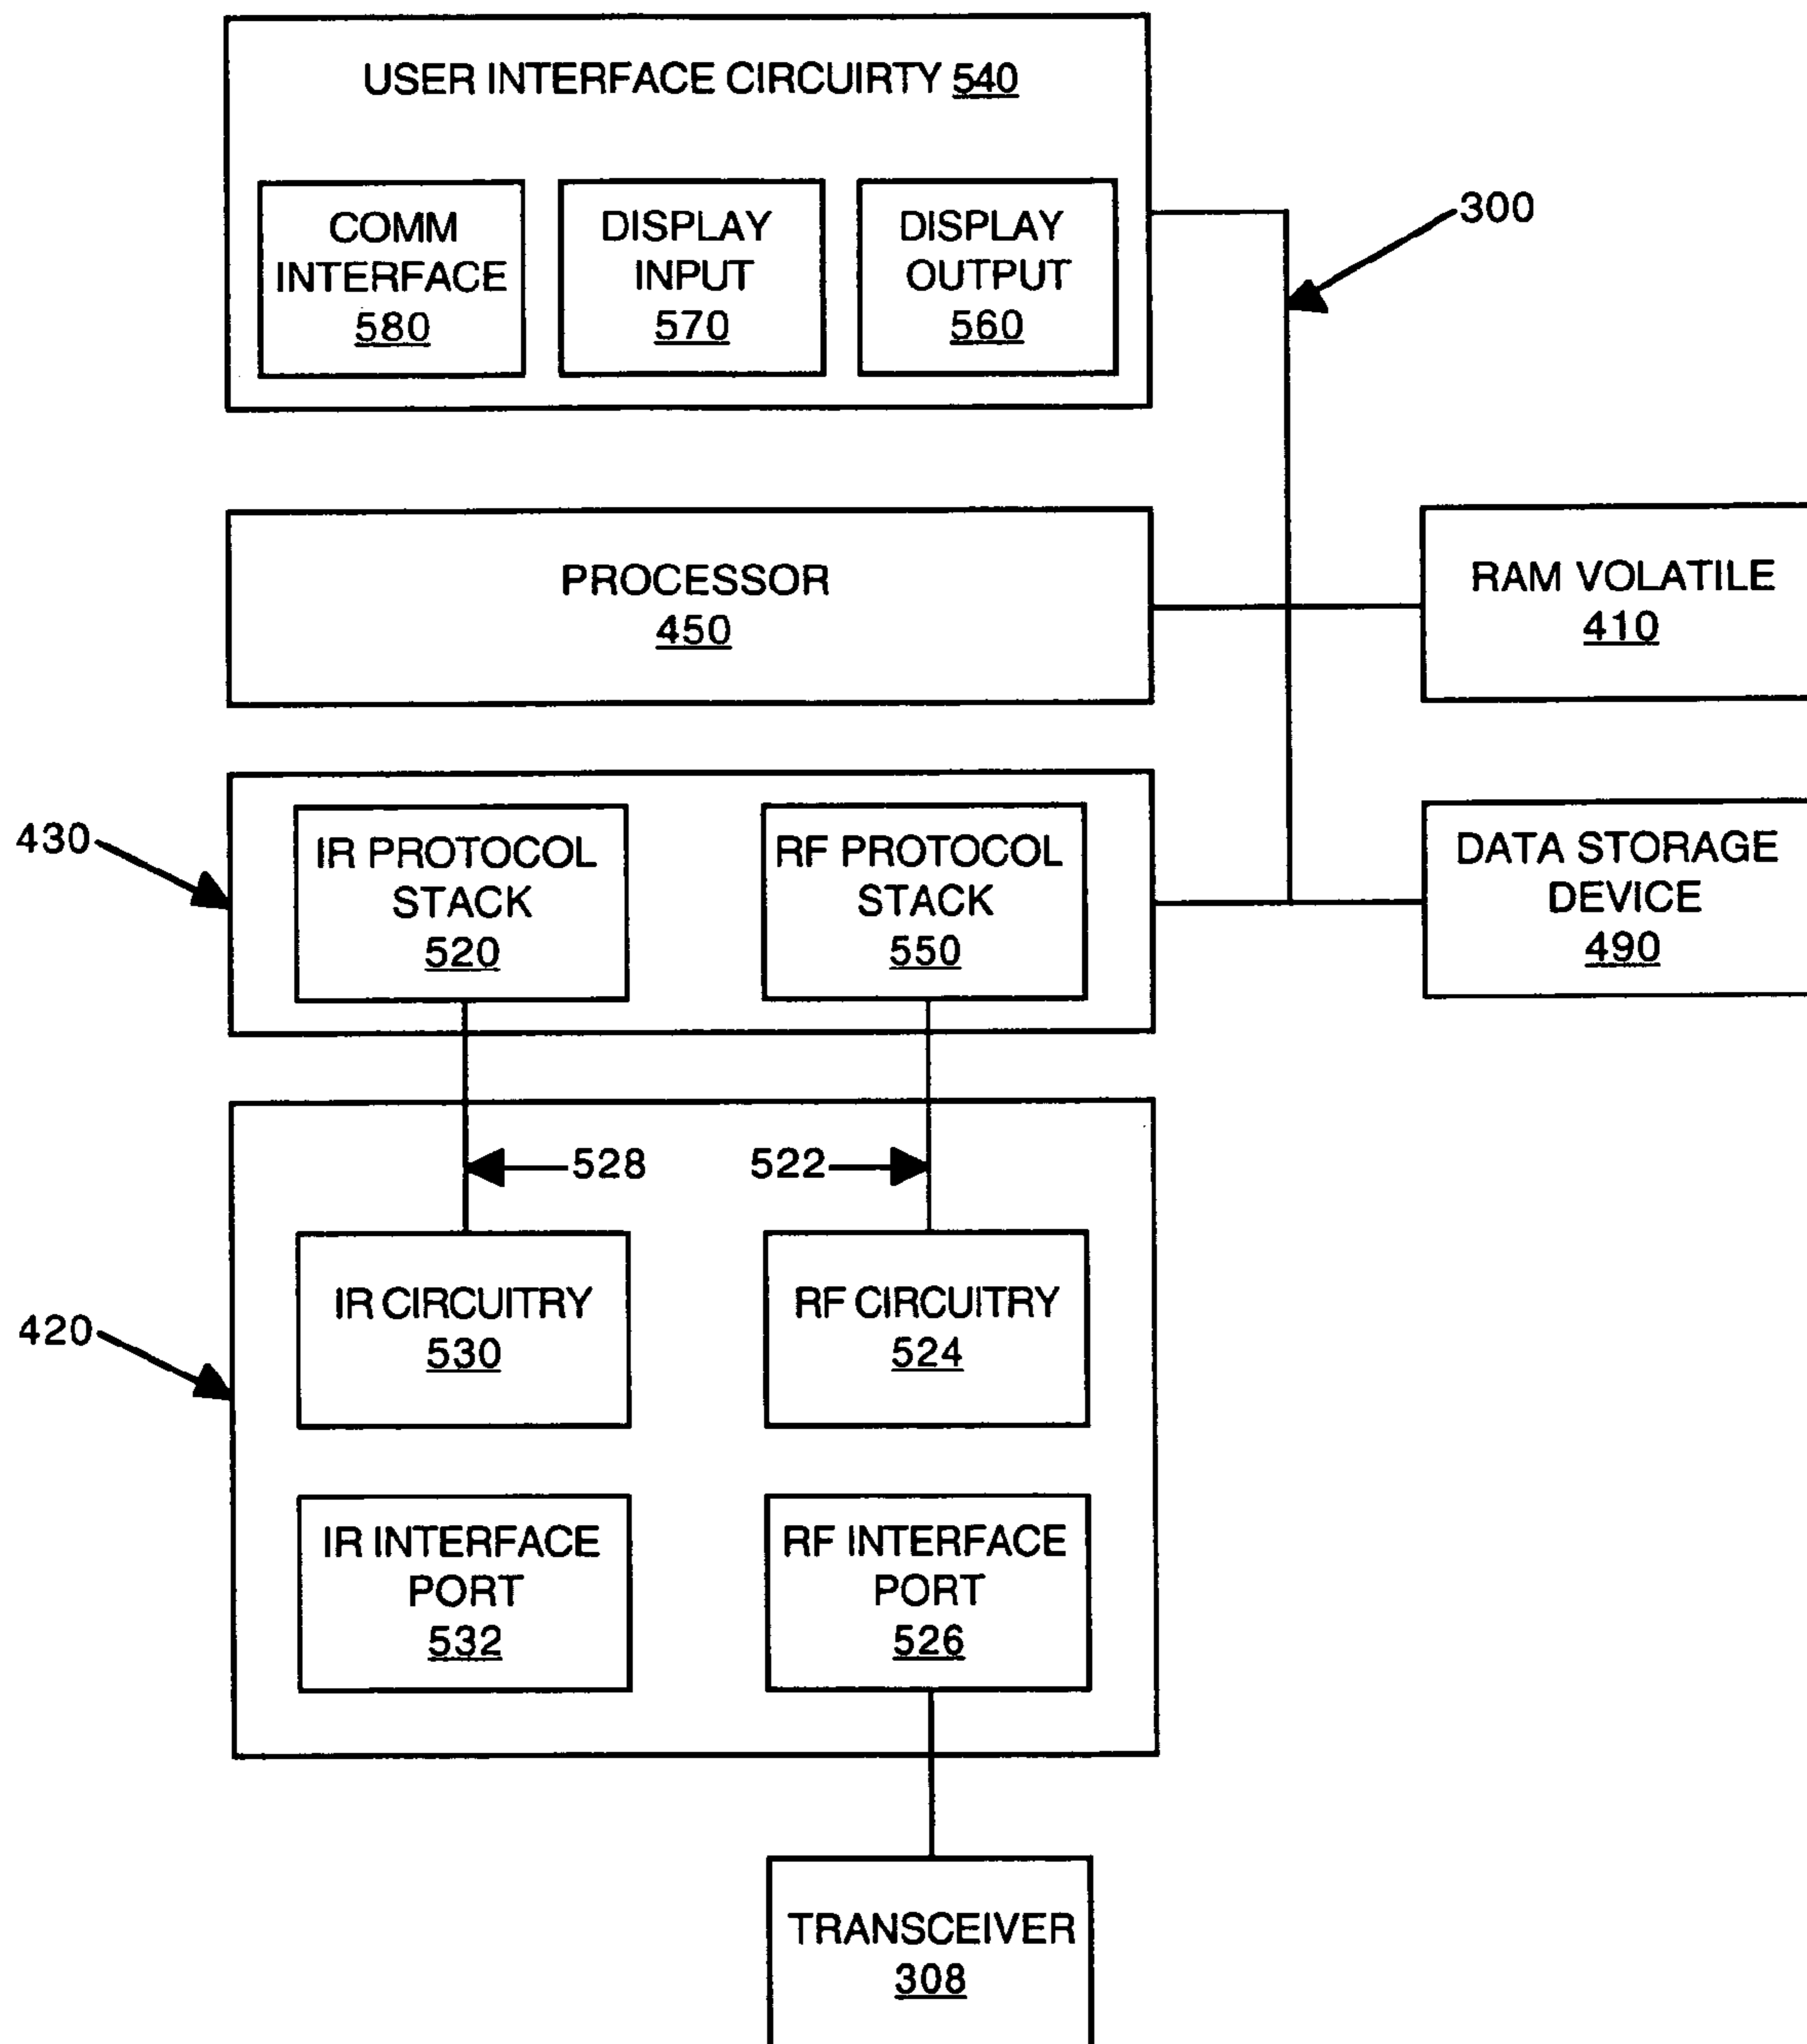 USER INTERFACE CIRCUIRTY 540
COMM
INTERFACE
580
DISPLAY
INPUT
570
DISPLAY
OUTPUT
560
300
PROCESSOR
450
RAM VOLATILE
410
430
IR PROTOCOL
STACK
520
RF PROTOCOL
STACK
550
DATA STORAGE
DEVICE
490
528
522
420
IR CIRCUITRY
530
RF CIRCUITRY
524
IR INTERFACE
PORT
532
RF INTERFACE
PORT
526
TRANSCEIVER
308